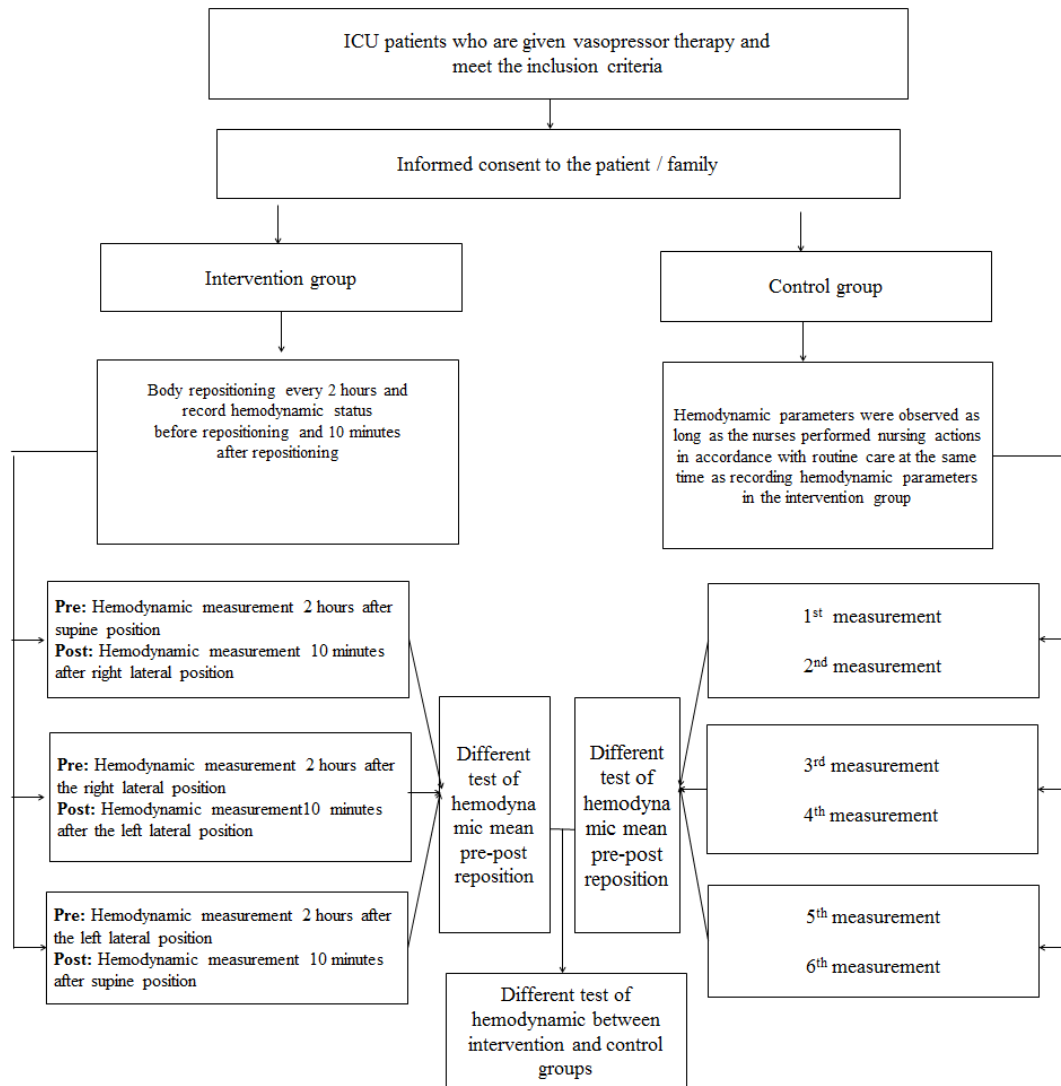 ICU patients who are given vasopressor therapy and
meet the inclusion criteria
Informed consent to the patient / family
Intervention group
Control group
Body repositioning every 2 hours and
record hemodynamic status
before repositioning and 10 minutes
after repositioning
Hemodynamic parameters were observed as
long as the nurses performed nursing actions
in accordance with routine care at the same
time as recording hemodynamic parameters
in the intervention group
Pre: Hemodynamic measurement 2 hours after
supine position
Post: Hemodynamic measurement 10 minutes
after right lateral position
Pre: Hemodynamic measurement 2 hours after
the right lateral position
Post: Hemodynamic measurement10 minutes
after the left lateral position
Pre: Hemodynamic measurement 2 hours after
the left lateral position
Post: Hemodynamic measurement 10 minutes
after supine position
Different
test of
hemodyna
mic mean
pre-post
reposition
Different
test of
hemodyna
mic mean
pre-post
reposition
1st measurement
2nd measurement
3rd measurement
4th measurement
5th measurement
6th measurement
Different test of
hemodynamic between
intervention and control
groups